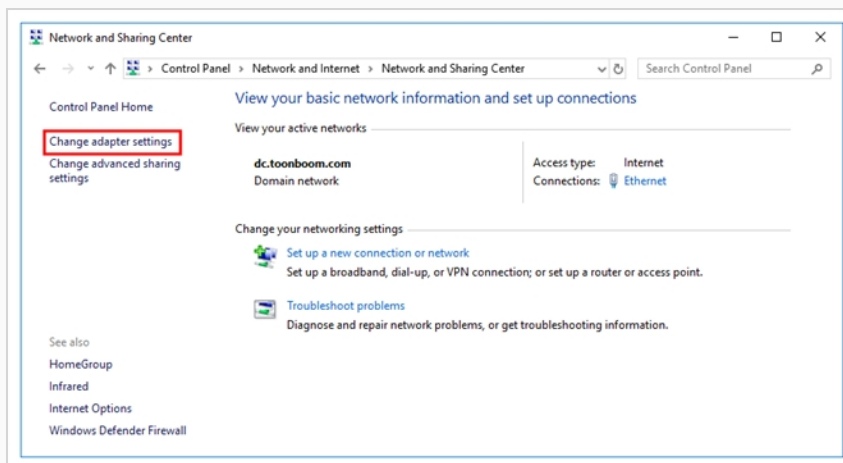 Network and Sharing Center
Control Panel > Network and Internet > Network and Sharing Center
Search Control Panel
Control Panel Home
Change adapter settings
Change advanced sharing
settings
View your basic network information and set up connections
View your active networks
dc.toonboom.com
Domain network
Access type: Internet
Connections: Ethernet
Change your networking settings
Set up a new connection or network
Set up a broadband, dial-up, or VPN connection; or set up a router or access point.
Troubleshoot problems
Diagnose and repair network problems, or get troubleshooting information.
See also
HomeGroup
Infrared
Internet Options
Windows Defender Firewall